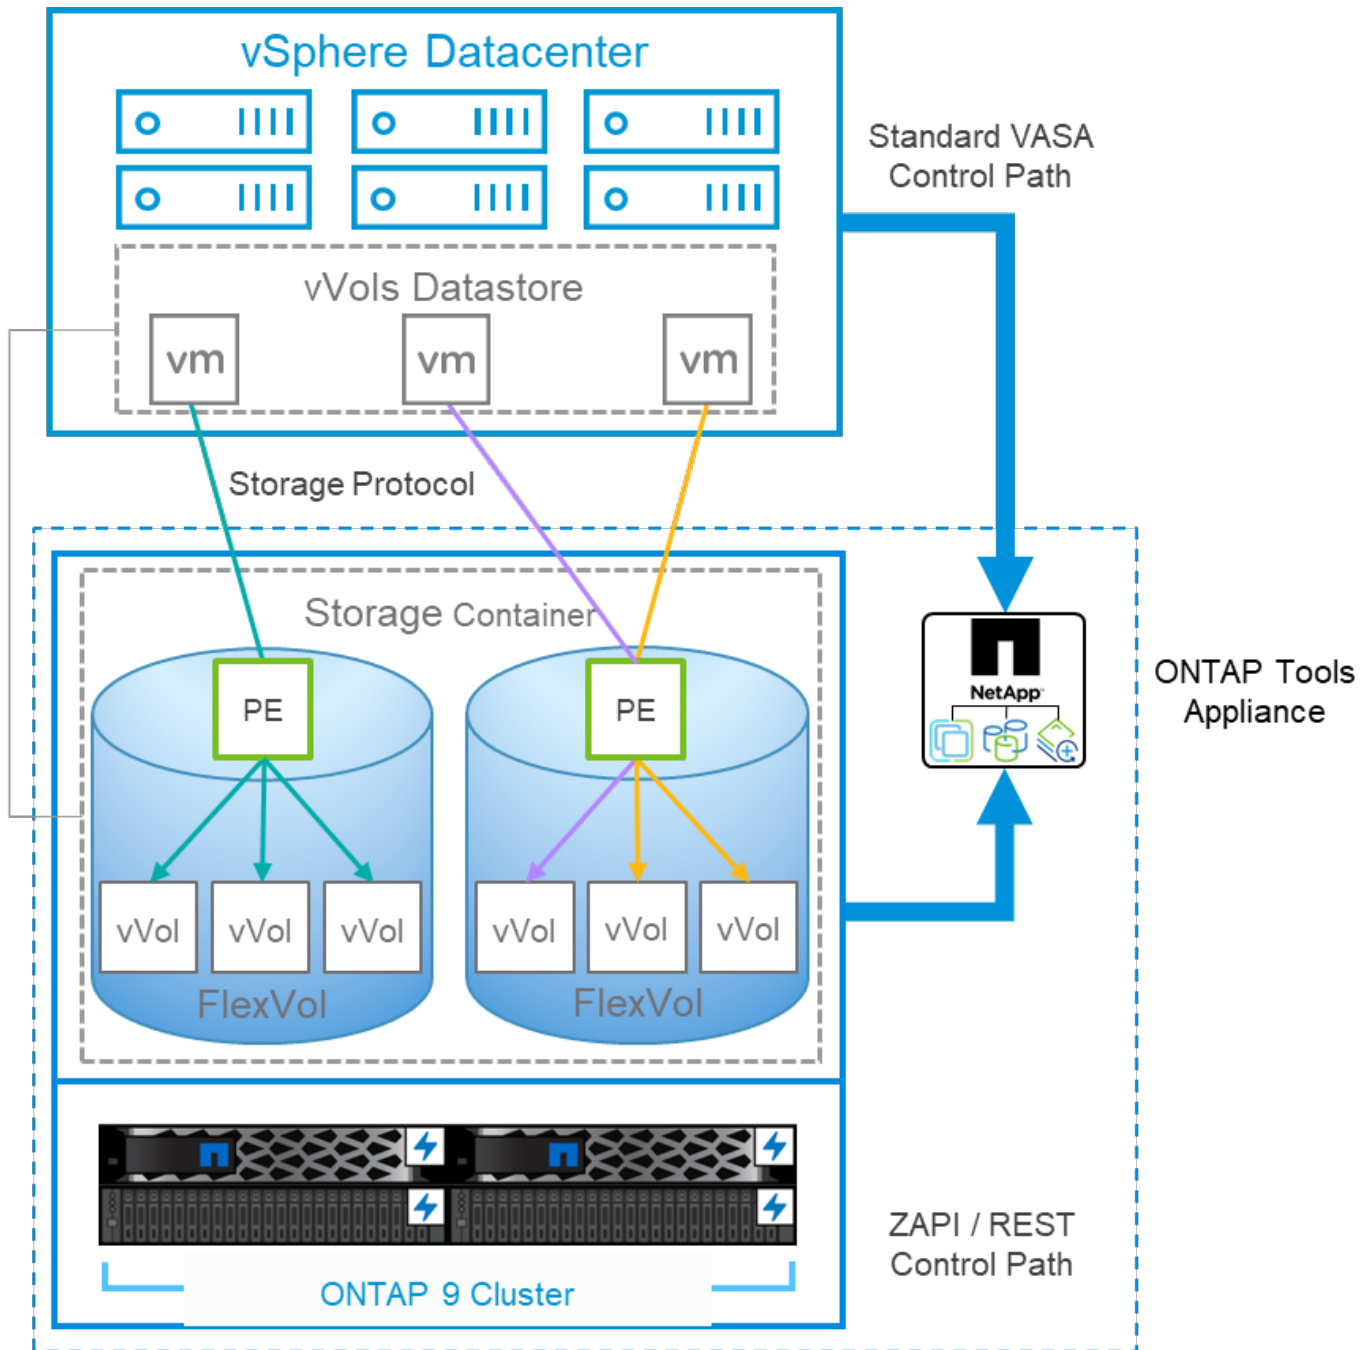 vSphere Datacenter
Standard VASA
Control Path
vVols Datastore
vm
vm
vm
Storage Protocol
Storage Container
PE
PE
NetApp
ONTAP Tools
Appliance
vVol
vVol
vVol
vVol
vVol
vVol
FlexVol
FlexVol
ZAPI / REST
Control Path
ONTAP 9 Cluster